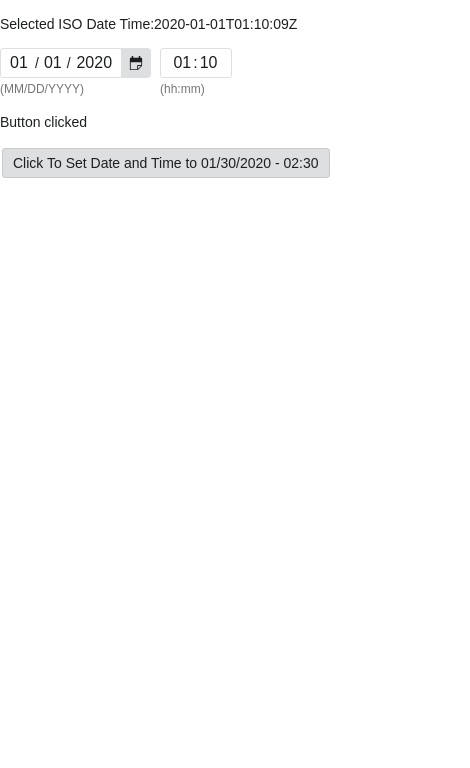 Selected ISO Date Time:2020-01-01T01:10:09Z
01 / 01 / 2020 01:10
(MM/DD/YYYY) (hh:mm)
Button clicked
Click To Set Date and Time to 01/30/2020 - 02:30